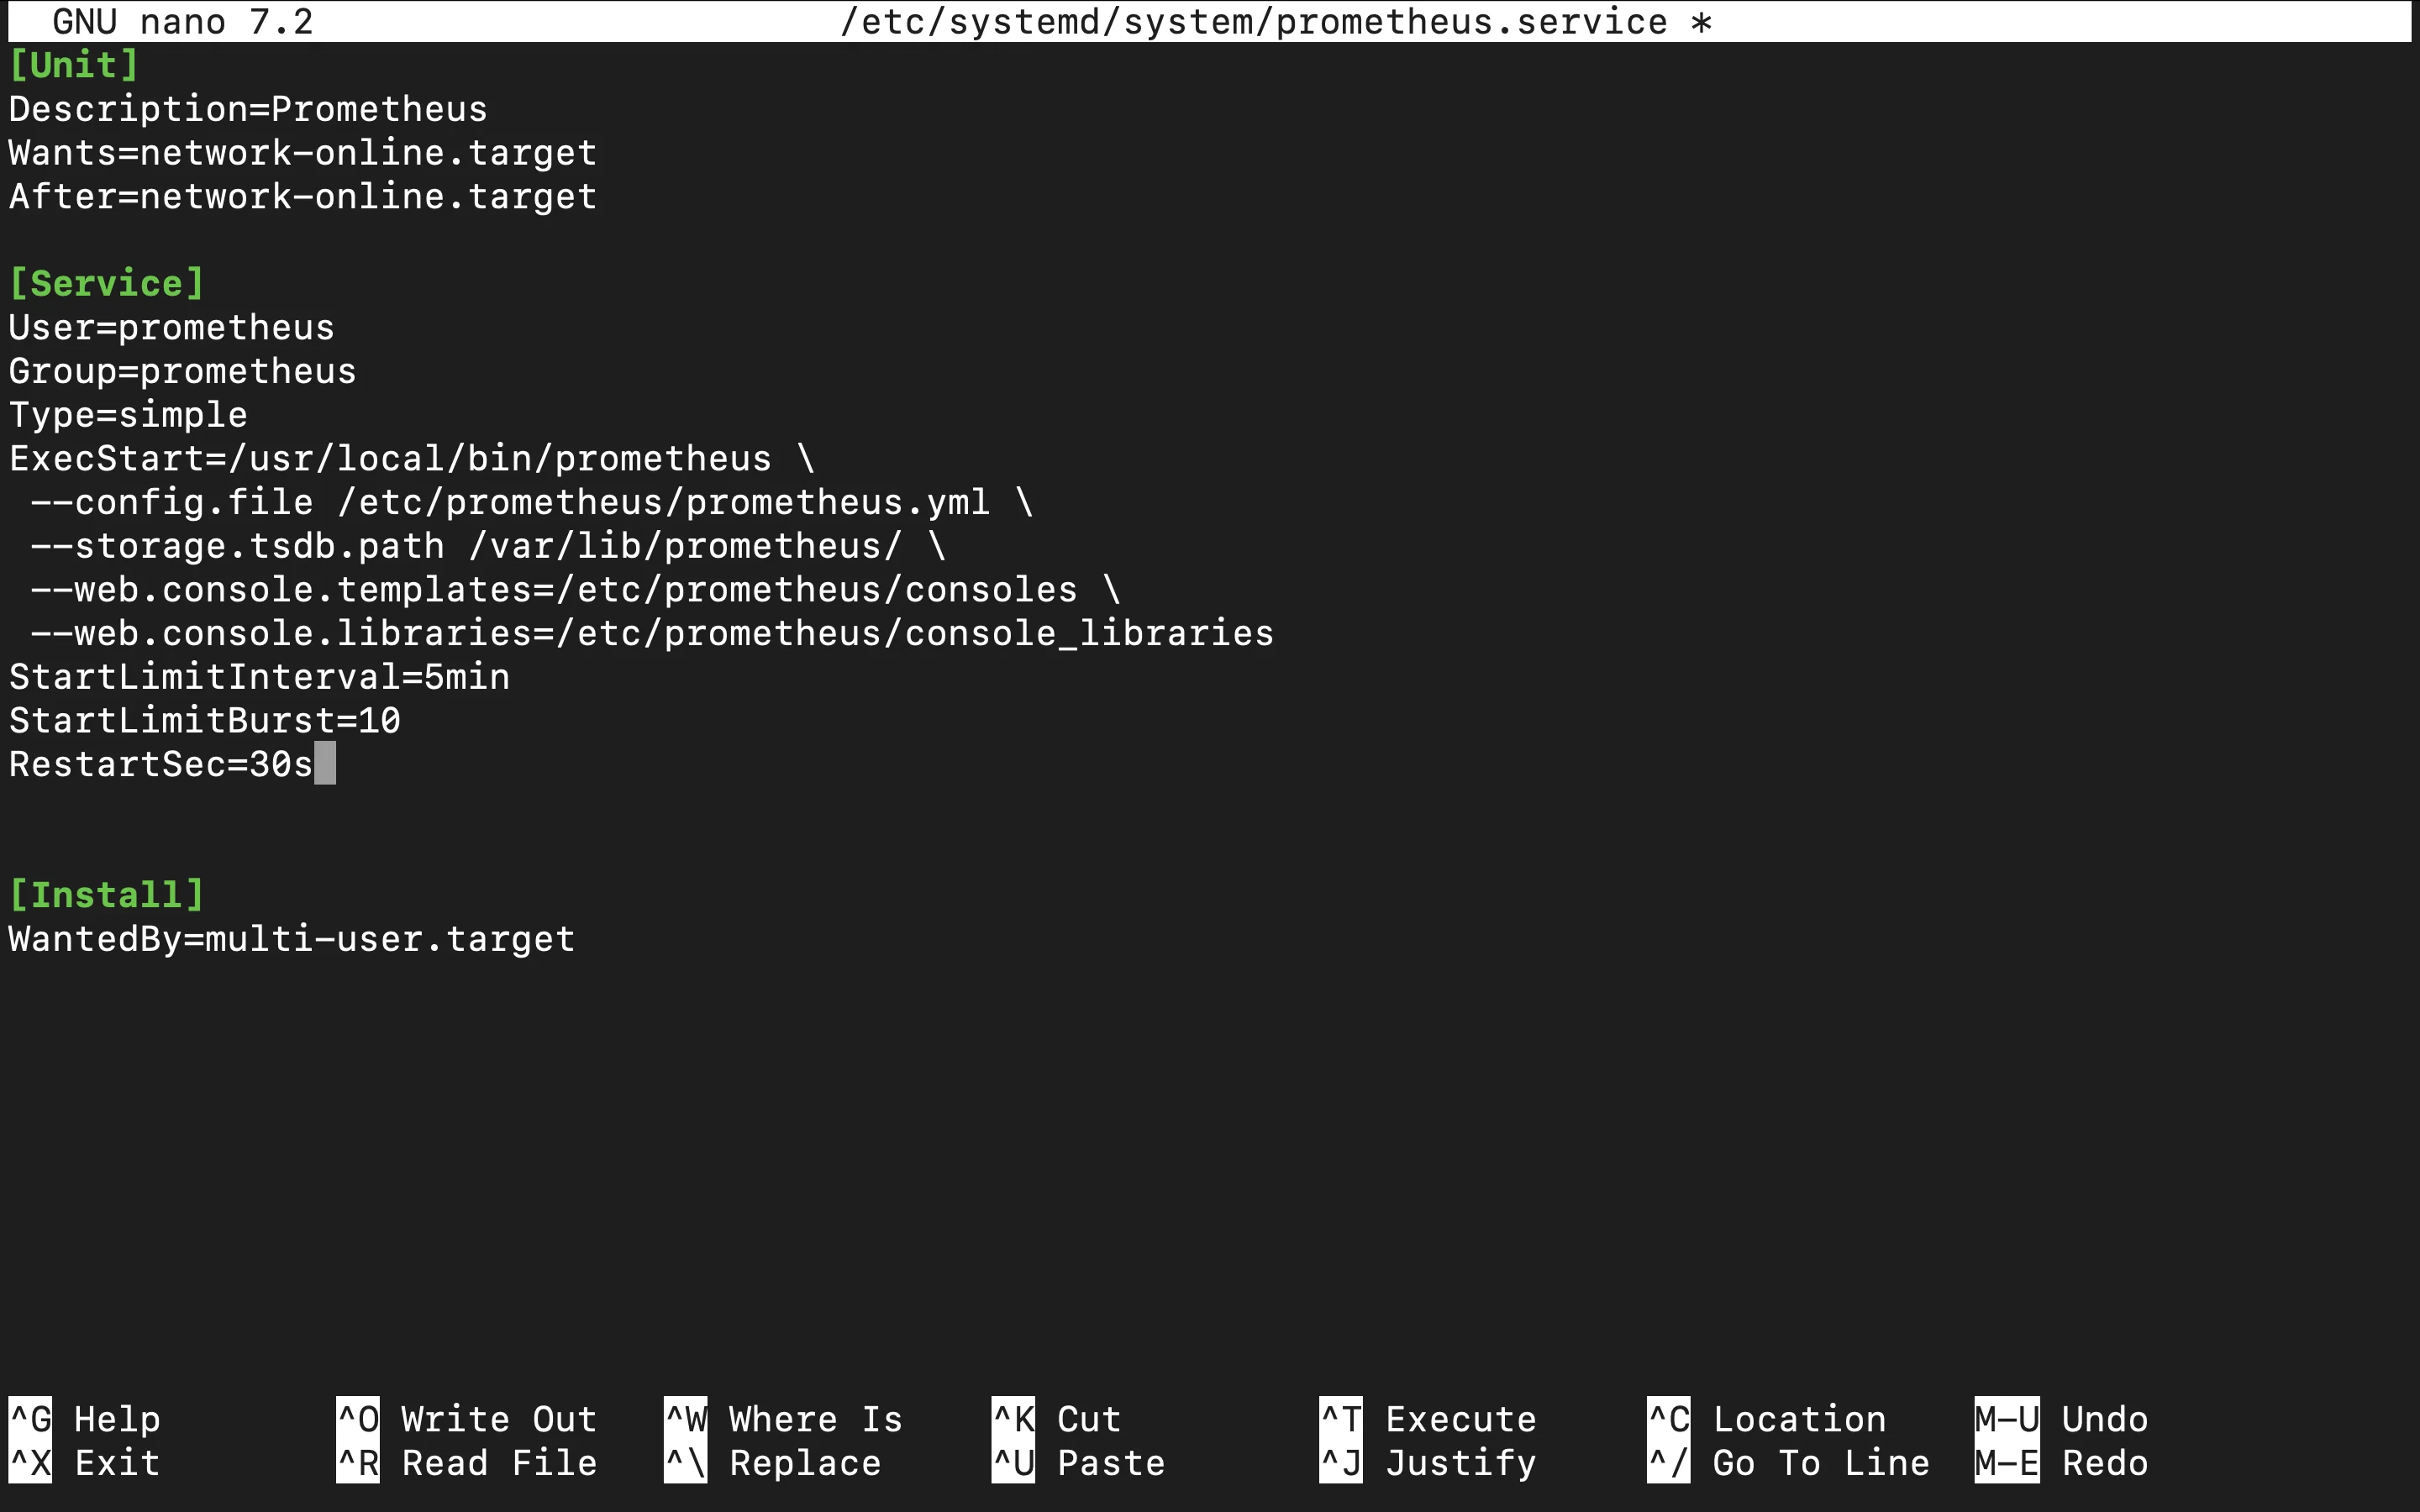 GNU nano 7.2 /etc/systemd/system/prometheus.service *
[Unit]
Description=Prometheus
Wants=network-online.target
After=network-online.target

[Service]
User=prometheus
Group=prometheus
Type=simple
ExecStart=/usr/local/bin/prometheus \
 --config.file /etc/prometheus/prometheus.yml \
 --storage.tsdb.path /var/lib/prometheus/ \
 --web.console.templates=/etc/prometheus/consoles \
 --web.console.libraries=/etc/prometheus/console_libraries
StartLimitInterval=5min
StartLimitBurst=10
RestartSec=30s

[Install]
WantedBy=multi-user.target

^G Help ^O Write Out ^W Where Is ^K Cut ^T Execute ^C Location M-U Undo
^X Exit ^R Read File ^\ Replace ^U Paste ^J Justify ^/ Go To Line M-E Redo